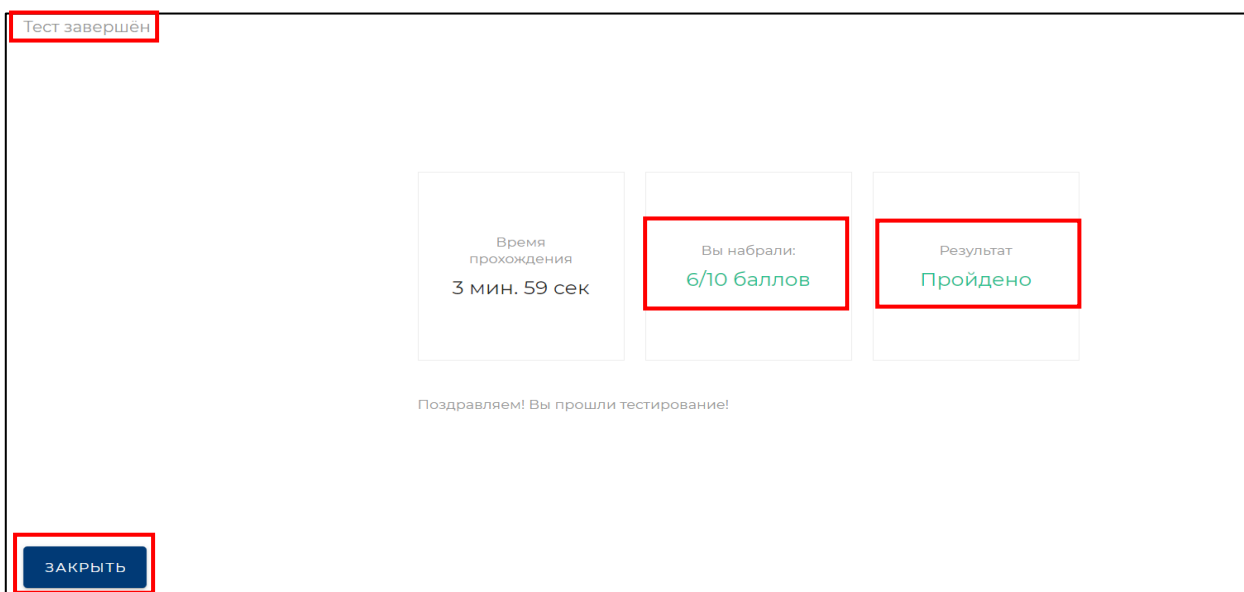 Тест завершён
Время
прохождения
3 мин. 59 сек
Вы набрали:
6/10 баллов
Результат
Пройдено
Поздравляем! Вы прошли тестирование!
ЗАКРЫТЬ